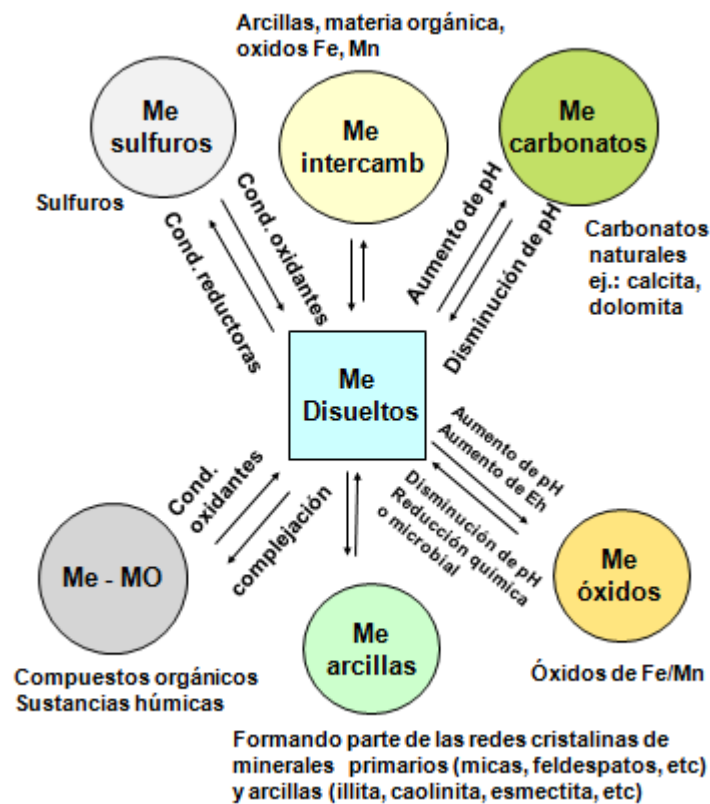 Arcillas, materia orgánica,
oxidos Fe, Mn
Me
sulfuros
Me
intercamb
Me
carbonatos
Sulfuros
Cond. oxidantes
Cond. reductoras
Aumento de pH
Disminución de pH
Carbonatos
naturales
ej.: calcita,
dolomita
Me
Disueltos
Aumento de pH
Aumento de Eh
Disminución de pH
Reducción química
o microbial
Cond.
oxidantes
complejación
Me - MO
Me
arcillas
Me
óxidos
Compuestos orgánicos
Sustancias húmicas
Óxidos de Fe/Mn
Formando parte de las redes cristalinas de
minerales primarios (micas, feldespatos, etc)
y arcillas (illita, caolinita, esmectita, etc)